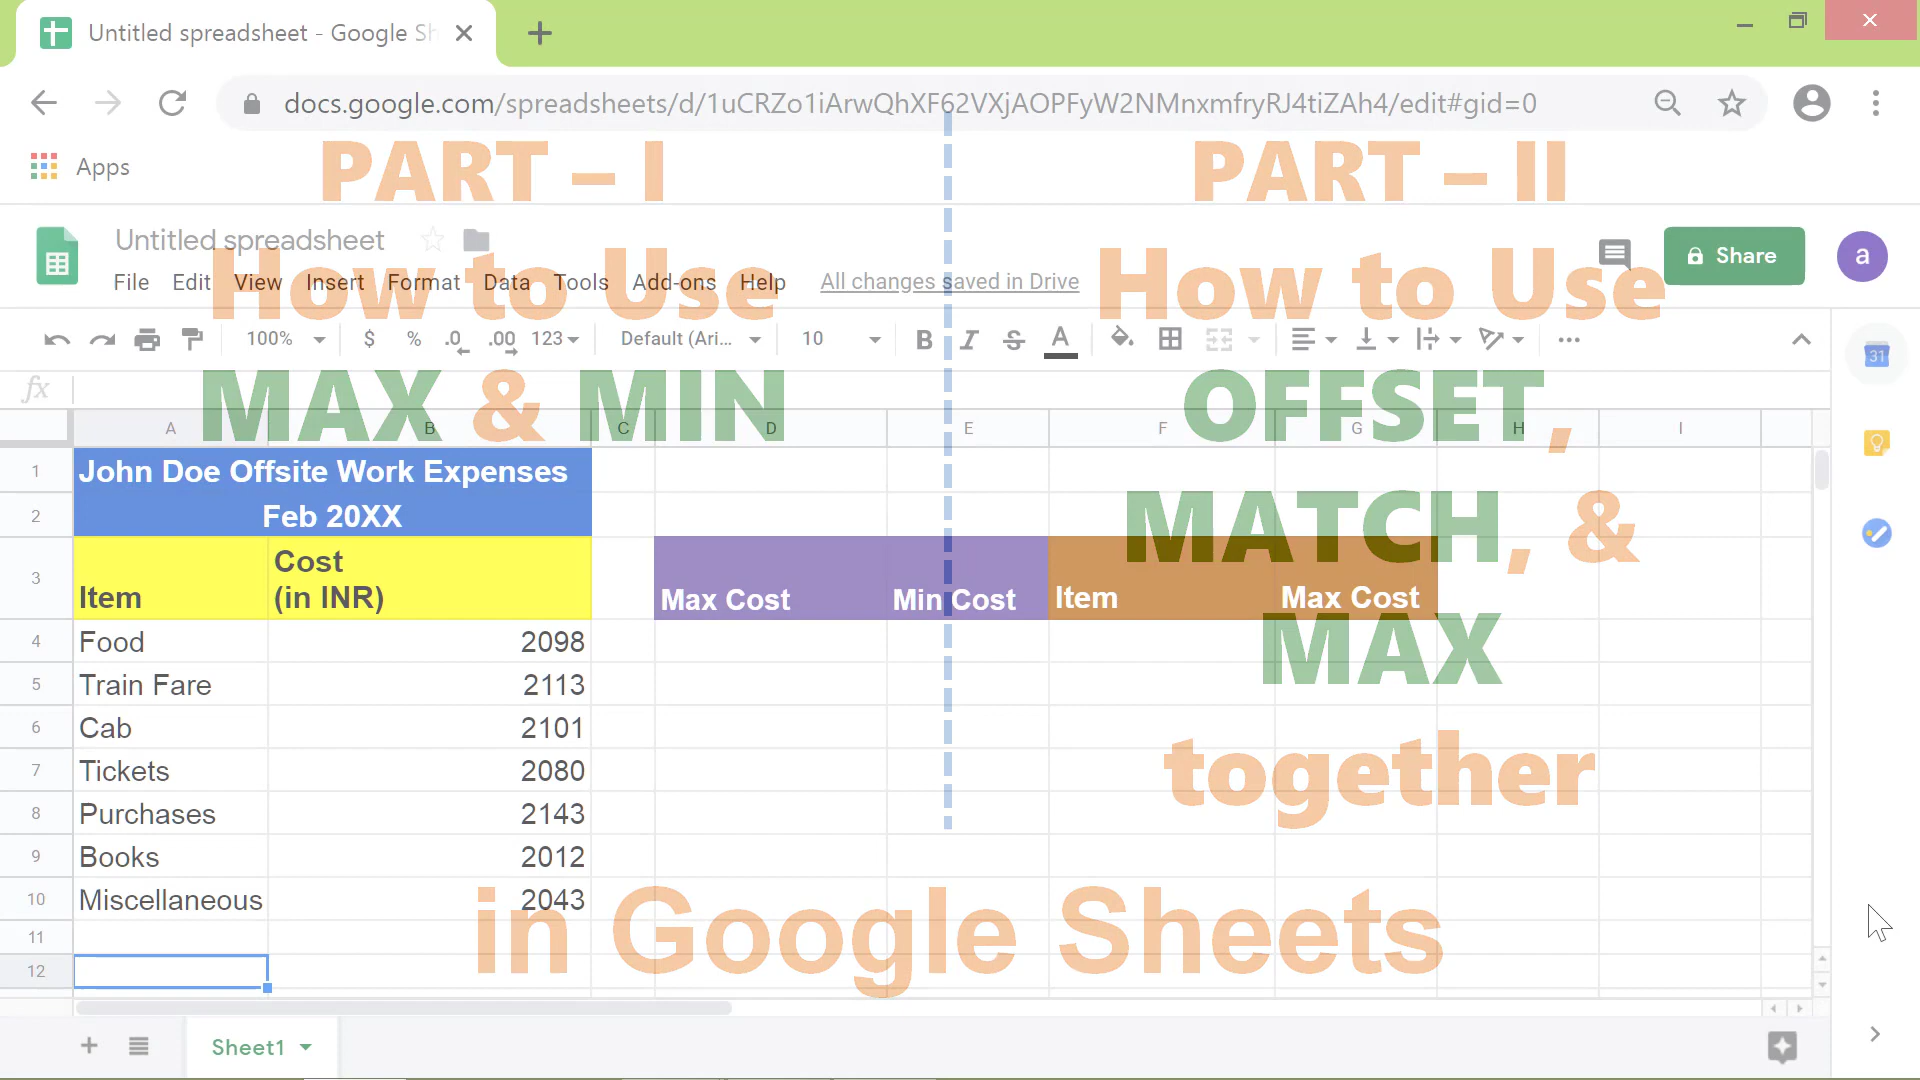 Untitled spreadsheet - Google Sh
docs.google.com/spreadsheets/d/1uCRZo1iArwQhXF62VXjAOPFyW2NMnxmfryRJ4tiZAh4/edit#gid=0
Apps
PART – I
PART – II
Untitled spreadsheet
How to Use
How to Use
File Edit View Insert Format Data Tools Add-ons Help All changes saved in Drive
Share
a
100% $ % .0 .00 123 Default (Ari... 10 B I S A
31
fx
MAX & MIN
OFFSET,
A B C D E F G H I
1 John Doe Offsite Work Expenses
2 Feb 20XX
MATCH, &
3 Item Cost
(in INR)
Max Cost Min Cost Item Max Cost
4 Food 2098
MAX
5 Train Fare 2113
6 Cab 2101
7 Tickets 2080
together
8 Purchases 2143
9 Books 2012
10 Miscellaneous 2043
in Google Sheets
11
12
Sheet1